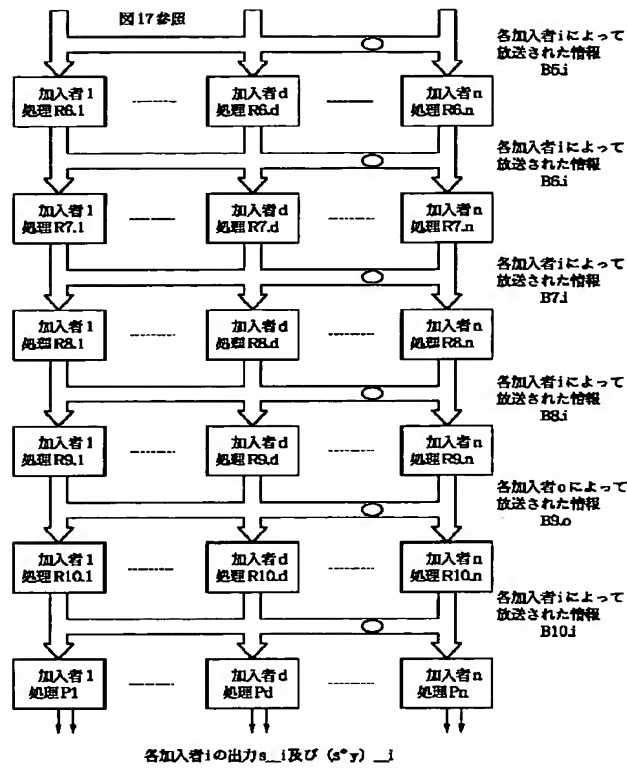 図17参照
各加入者iによって
放送された情報
B5.i
加入者1
処理R6.1
加入者d
処理R6.d
加入者n
処理R6.n
各加入者iによって
放送された情報
B6.i
加入者1
処理R7.1
加入者d
処理R7.d
加入者n
処理R7.n
各加入者iによって
放送された情報
B7.i
加入者1
処理R8.1
加入者d
処理R8.d
加入者n
処理R8.n
各加入者iによって
放送された情報
B8.i
加入者1
処理R9.1
加入者d
処理R9.d
加入者n
処理R9.n
各加入者oによって
放送された情報
B9.o
加入者1
処理R10.1
加入者d
処理R10.d
加入者n
処理R10.n
各加入者iによって
放送された情報
B10.i
加入者1
処理P1
加入者d
処理Pd
加入者n
処理Pn
各加入者iの出力s__i及び (s*y) __i